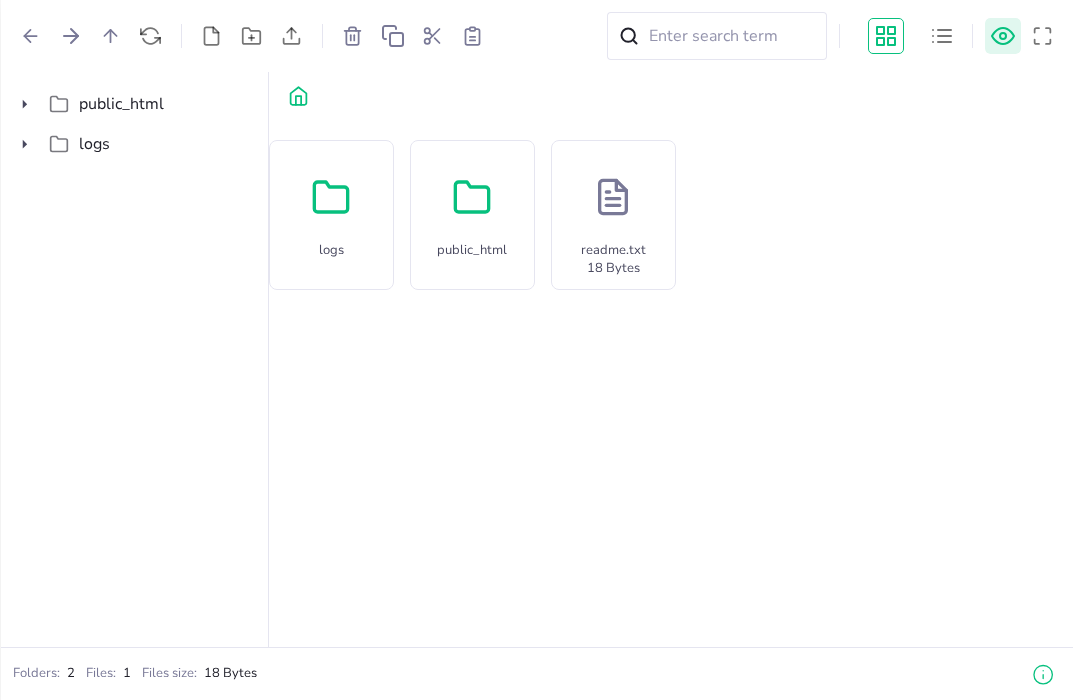 Enter search term
public_html
logs
logs
public_html
readme.txt
18 Bytes
Folders: 2 Files: 1 Files size: 18 Bytes